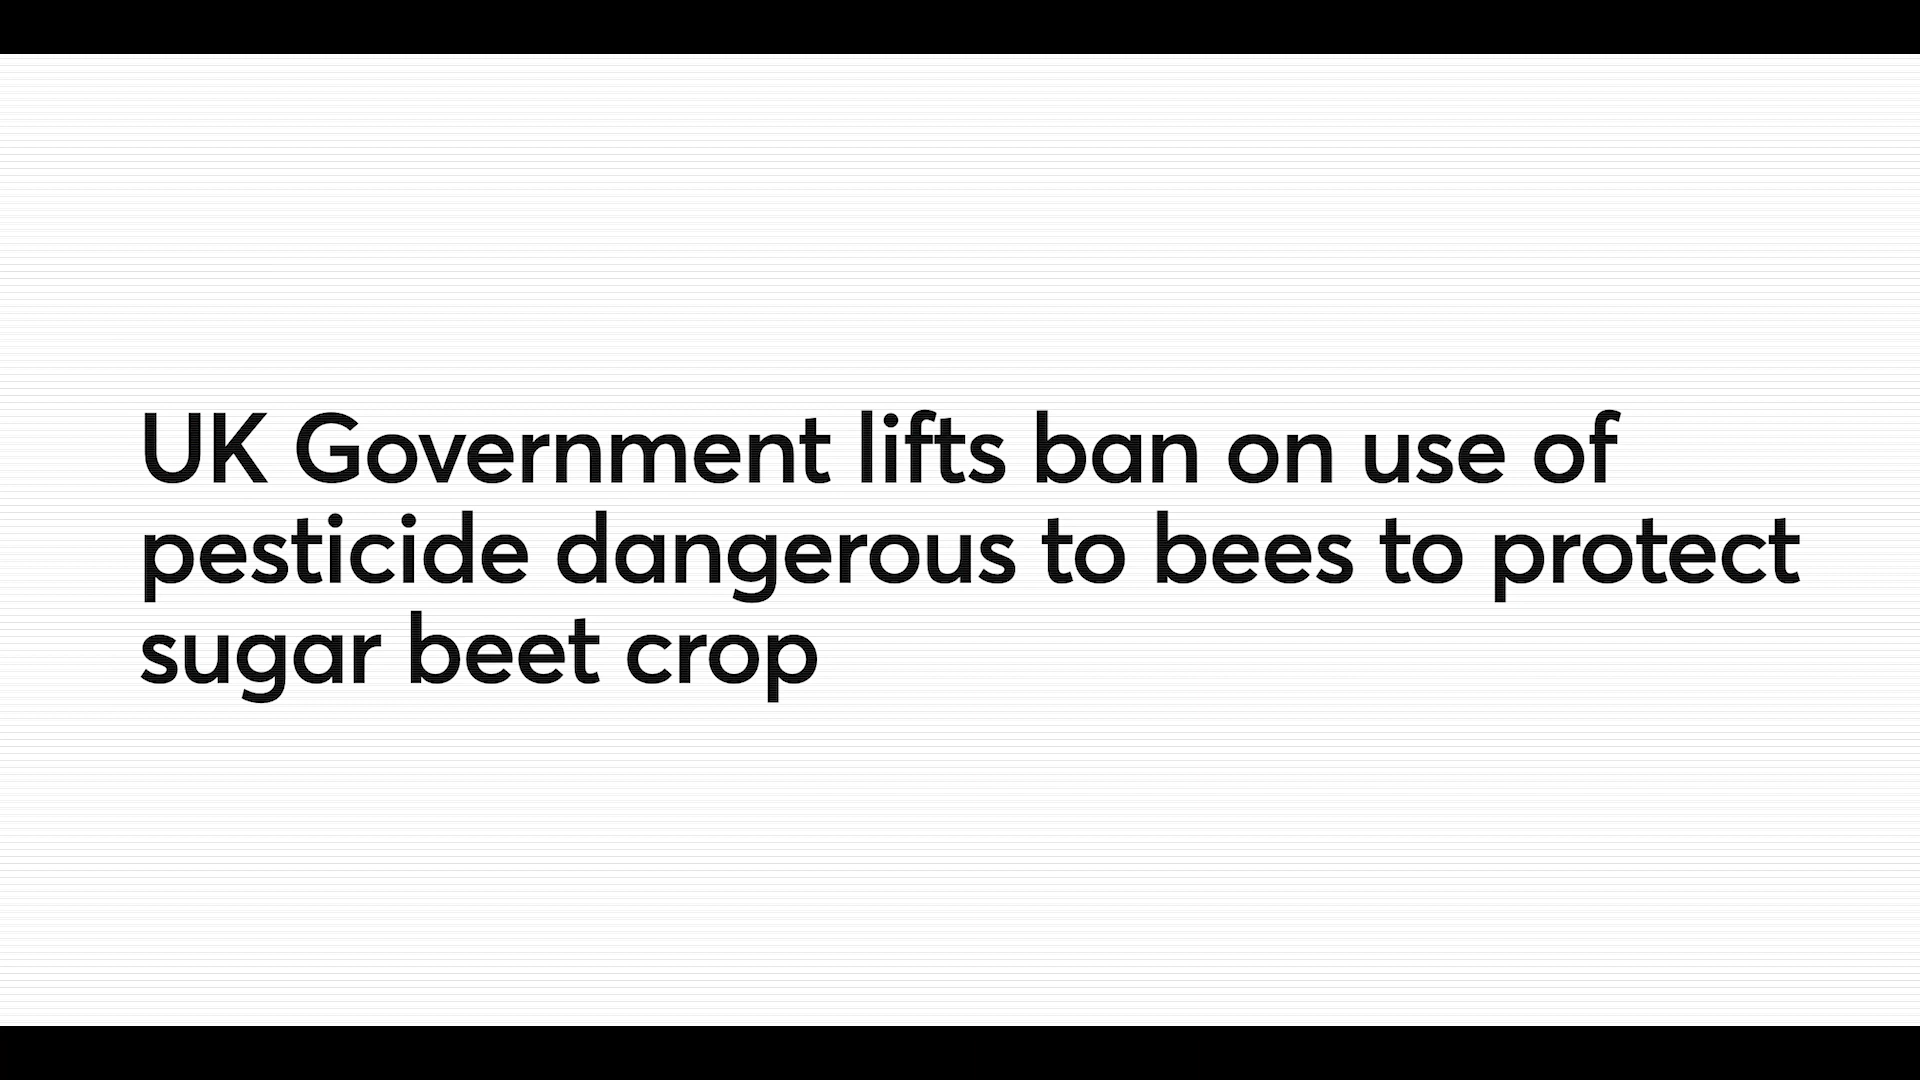 UK Government lifts ban on use of
pesticide dangerous to bees to protect
sugar beet crop